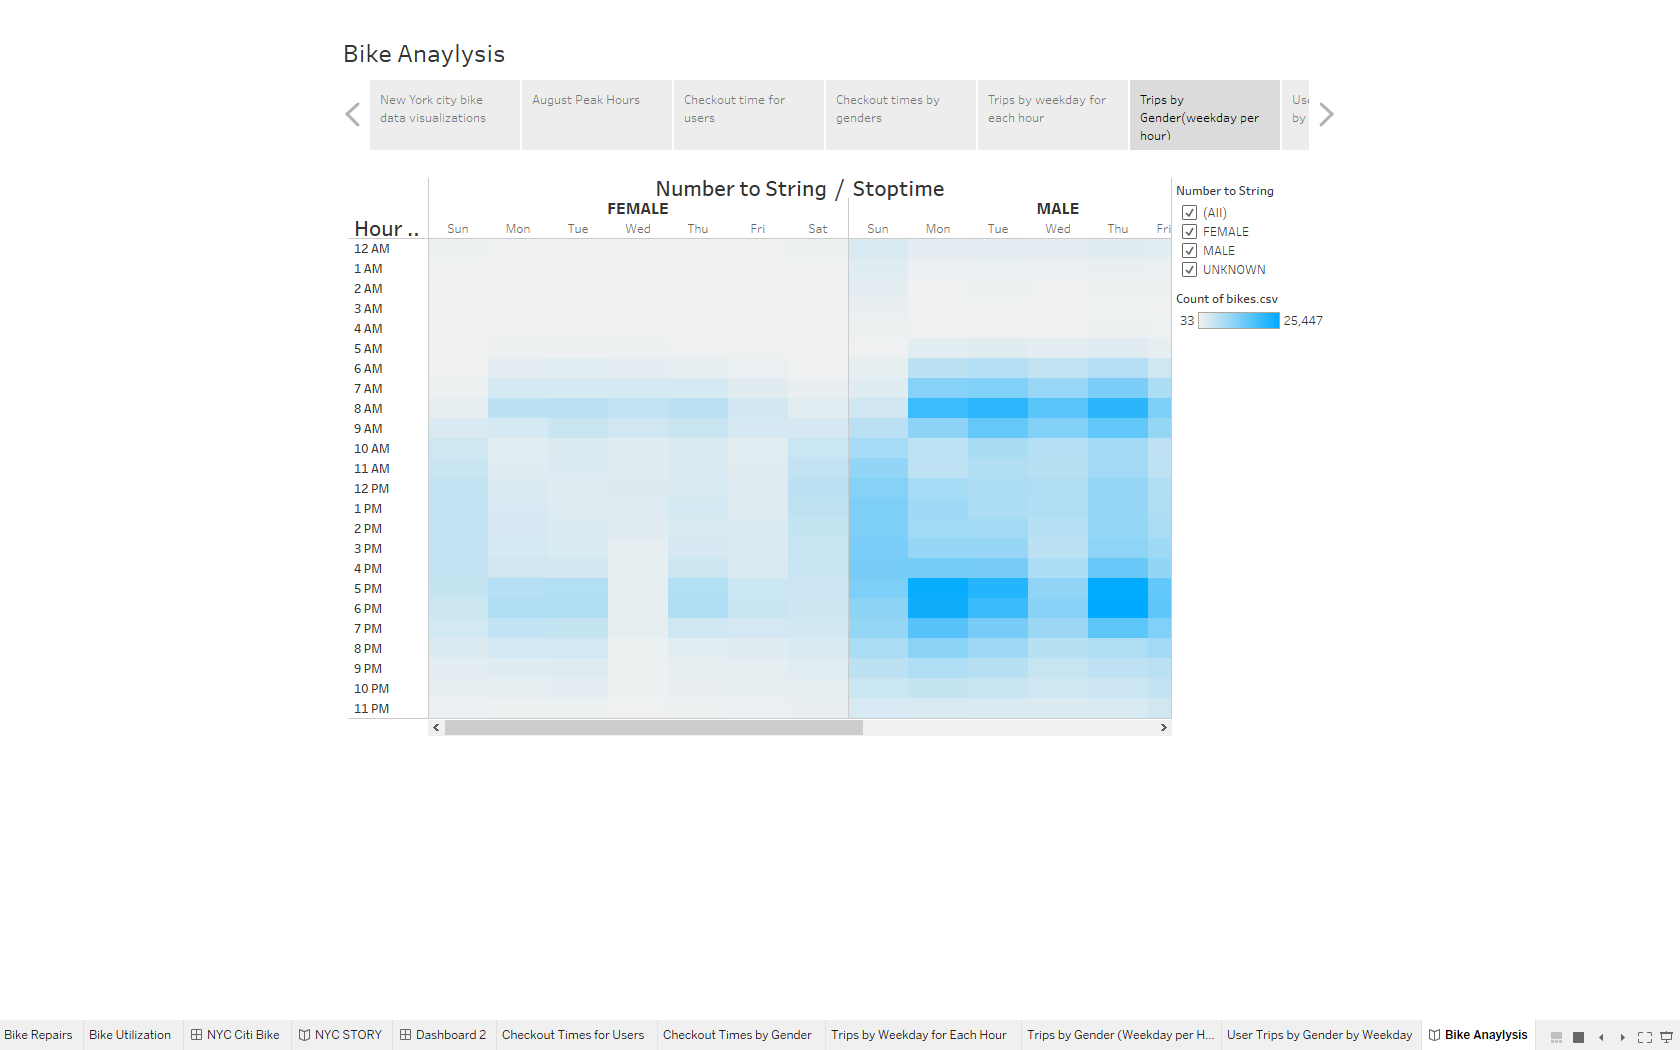 Bike Anaylysis
New York city bike
data visualizations
August Peak Hours
Checkout time for
users
Checkout times by
genders
Trips by weekday for
each hour
Trips by
Gender(weekday per
hour)
Use
by
Number to String / Stoptime
FEMALE
MALE
Hour ..
Sun Mon Tue Wed Thu Fri Sat Sun Mon Tue Wed Thu Fri
12 AM
1 AM
2 AM
3 AM
4 AM
5 AM
6 AM
7 AM
8 AM
9 AM
10 AM
11 AM
12 PM
1 PM
2 PM
3 PM
4 PM
5 PM
6 PM
7 PM
8 PM
9 PM
10 PM
11 PM
Number to String
(All)
FEMALE
MALE
UNKNOWN
Count of bikes.csv
33 25,447
Bike Repairs Bike Utilization NYC Citi Bike NYC STORY Dashboard 2 Checkout Times for Users Checkout Times by Gender Trips by Weekday for Each Hour Trips by Gender (Weekday per H... User Trips by Gender by Weekday Bike Anaylysis